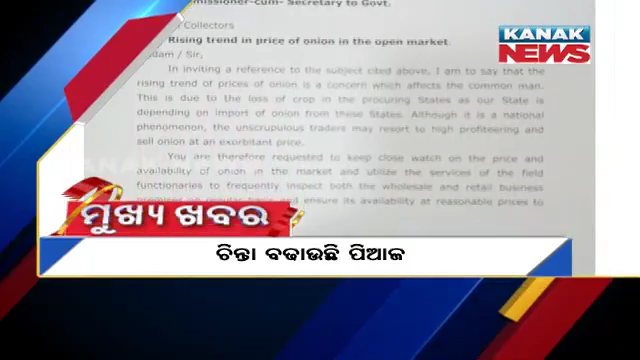 missioner-cum- Secretary to Govt.
Collectors
Rising trend in price of onion in the open market.
dam / Sir,
In inviting a reference to the subject cited above, I am to say that the
rising trend of prices of onion is a concern which affects the common man.
This is due to the loss of crop in the procuring States as our State is
depending on import of onion from these States. Although it is a national
phenomenon, the unscrupulous traders may resort to high profiteering and
sell onion at an exorbitant price.
You are therefore requested to keep close watch on the price and
availability of onion in the market and utilize the services of the field
functionaries to frequently inspect both the wholesale and retail business
premises on regular basis and ensure its availability at reasonable prices to
KANAK
NEWS
ମୁଖ୍ୟ ଖବର
ଚିନ୍ତା ବଢାଉଛି ପିଆଜ